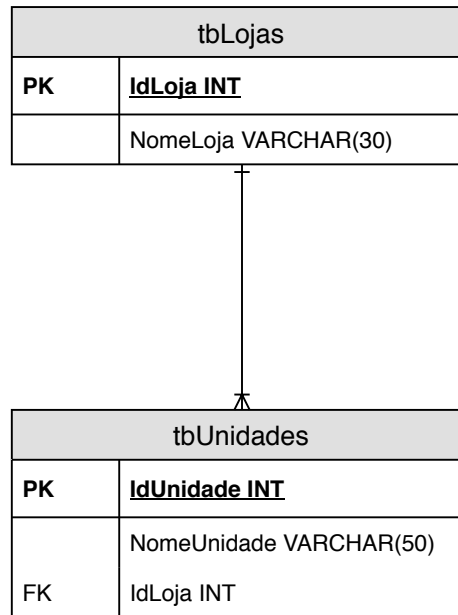 tbLojas
PK IdLoja INT
NomeLoja VARCHAR(30)
tbUnidades
PK IdUnidade INT
NomeUnidade VARCHAR(50)
FK IdLoja INT